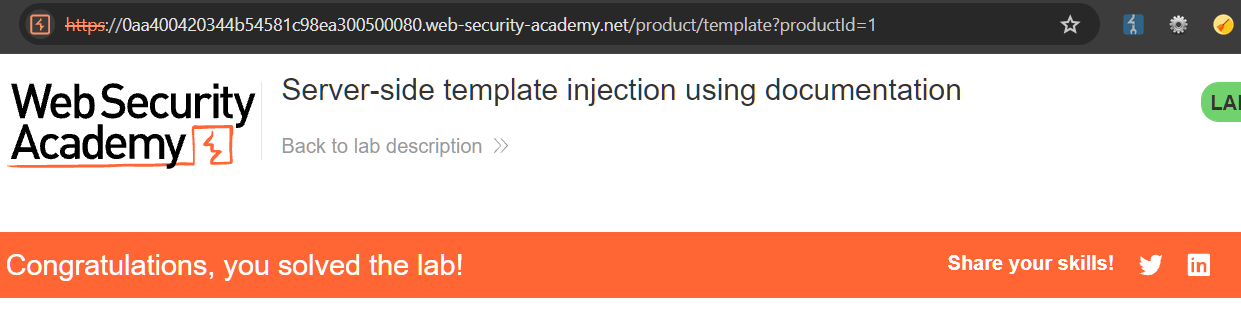 https://0aa400420344b54581c98ea300500080.web-security-academy.net/product/template?productId=1
Web Security
Academy
Server-side template injection using documentation
Back to lab description
LA
Congratulations, you solved the lab!
Share your skills!